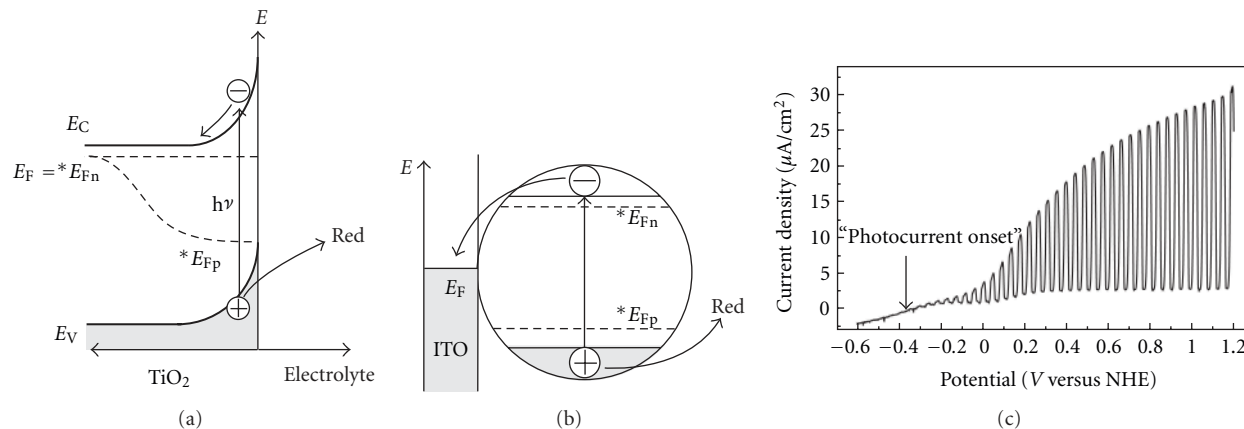 E
E_C
E_F = *E_Fn
hν
*E_Fp
Red
E_V
TiO₂
Electrolyte
(a)
E
*E_Fn
E_F
*E_Fp
Red
ITO
(b)
Current density (μA/cm²)
30
25
20
15
10
5
0
"Photocurrent onset"
−0.6 −0.4 −0.2 0 0.2 0.4 0.6 0.8 1 1.2
Potential (V versus NHE)
(c)